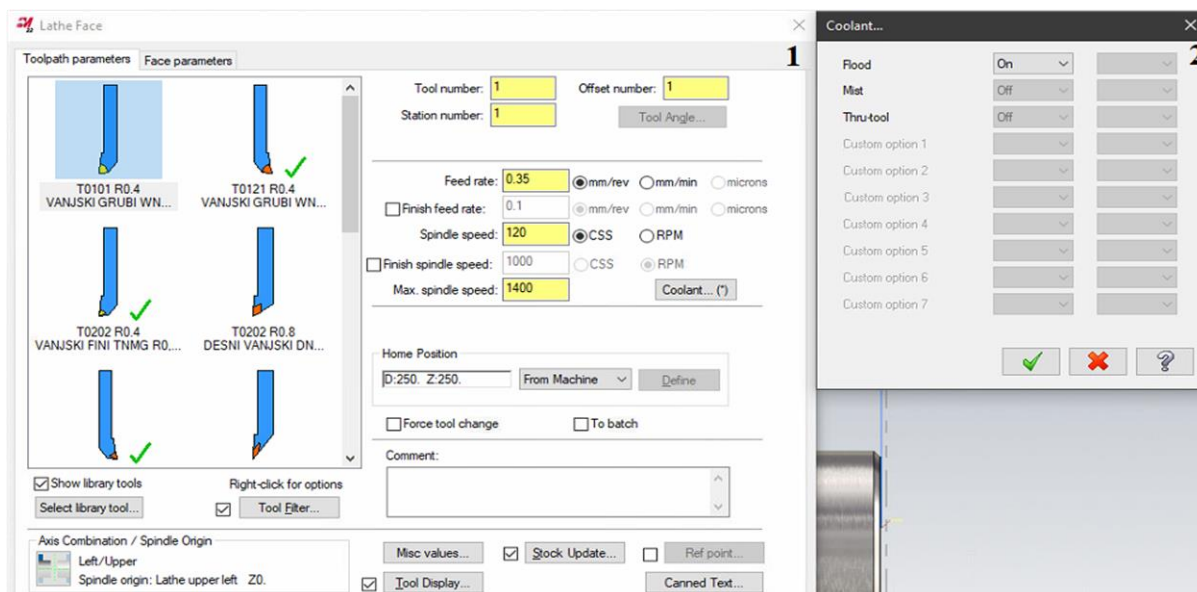 Lathe Face
1
Toolpath parameters Face parameters
T0101 R0.4
VANJSKI GRUBI WN...
T0121 R0.4
VANJSKI GRUBI WN...
T0202 R0.4
VANJSKI FINI TNMG R0,...
T0202 R0.8
DESNI VANJSKI DN...
Show library tools
Right-click for options
Select library tool...
Tool Filter...
Axis Combination / Spindle Origin
Left/Upper
Spindle origin: Lathe upper left Z0.
Tool number: 1 Offset number: 1
Station number: 1 Tool Angle...
Feed rate: 0.35 mm/rev mm/min microns
Finish feed rate: 0.1 mm/rev mm/min microns
Spindle speed: 120 CSS RPM
Finish spindle speed: 1000 CSS RPM
Max. spindle speed: 1400 Coolant... (*)
Home Position
D:250. Z:250. From Machine Define
Force tool change To batch
Comment:
Misc values... Stock Update... Ref point...
Tool Display... Canned Text...
Coolant...
2
Flood On
Mist Off
Thru-tool Off
Custom option 1
Custom option 2
Custom option 3
Custom option 4
Custom option 5
Custom option 6
Custom option 7